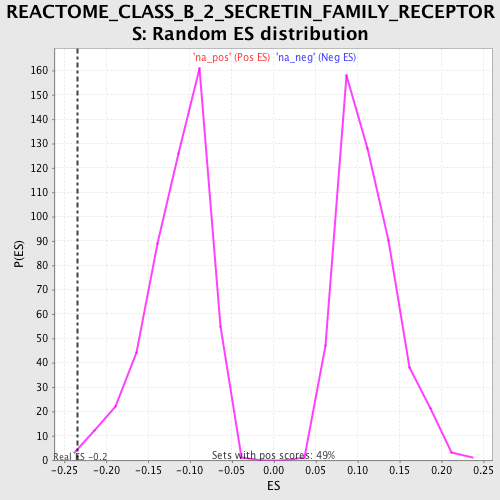 REACTOME_CLASS_B_2_SECRETIN_FAMILY_RECEPTOR
S: Random ES distribution
'na_pos' (Pos ES) 'na_neg' (Neg ES)
160
150
140
130
120
110
100
90
80
70
60
50
40
30
20
10
0
P(ES)
Real ES -0.2
Sets with pos scores: 49%
-0.25 -0.20 -0.15 -0.10 -0.05 0.00 0.05 0.10 0.15 0.20 0.25
ES